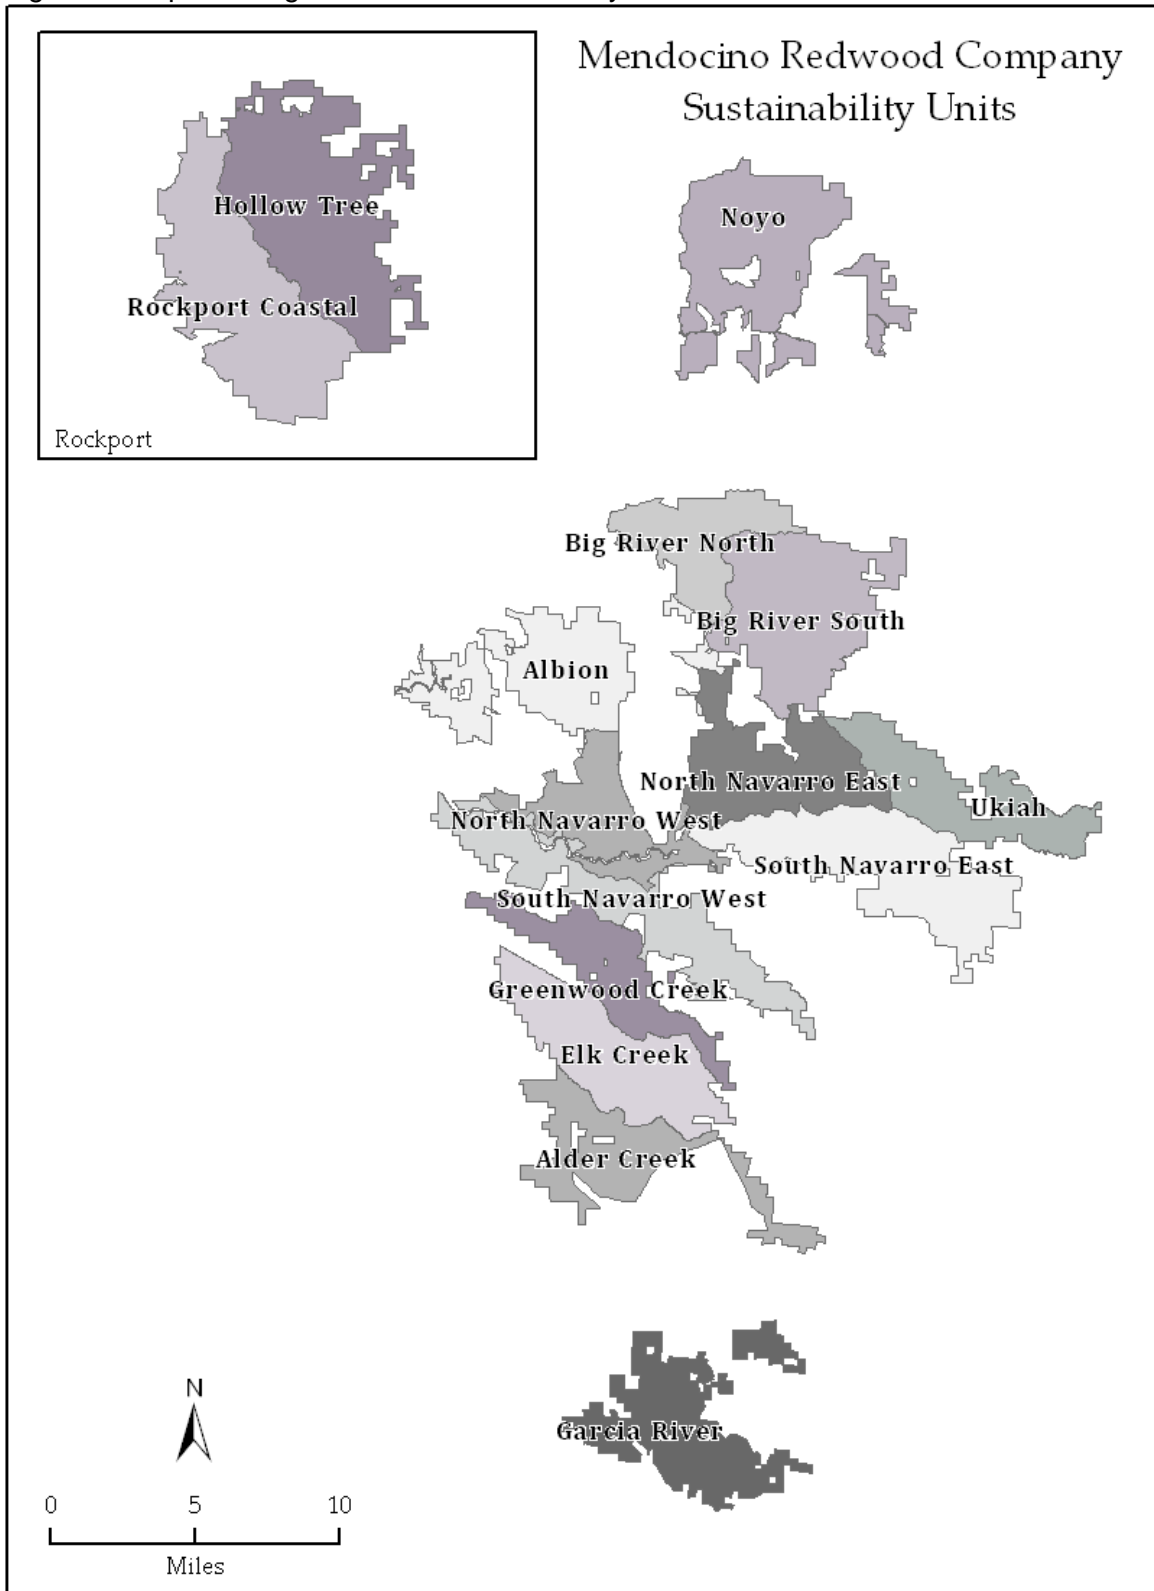 Mendocino Redwood Company
Sustainability Units
Hollow Tree
Rockport Coastal
Rockport
Noyo
Big River North
Big River South
Albion
North Navarro East
Ukiah
North Navarro West
South Navarro East
South Navarro West
Greenwood Creek
Elk Creek
Alder Creek
Garcia River
N
0 5 10
Miles